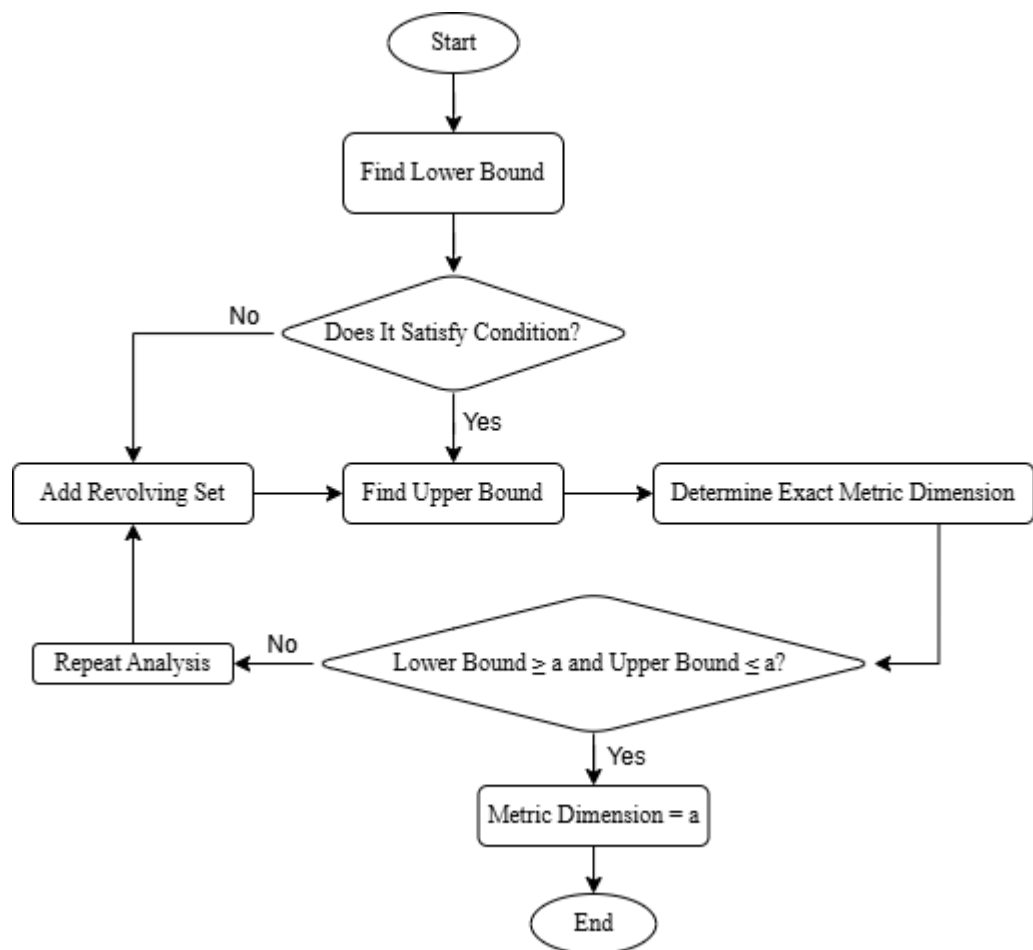 Start
Find Lower Bound
Does It Satisfy Condition?
No
Yes
Add Revolving Set
Find Upper Bound
Determine Exact Metric Dimension
Lower Bound ≥ a and Upper Bound ≤ a?
No
Repeat Analysis
Yes
Metric Dimension = a
End